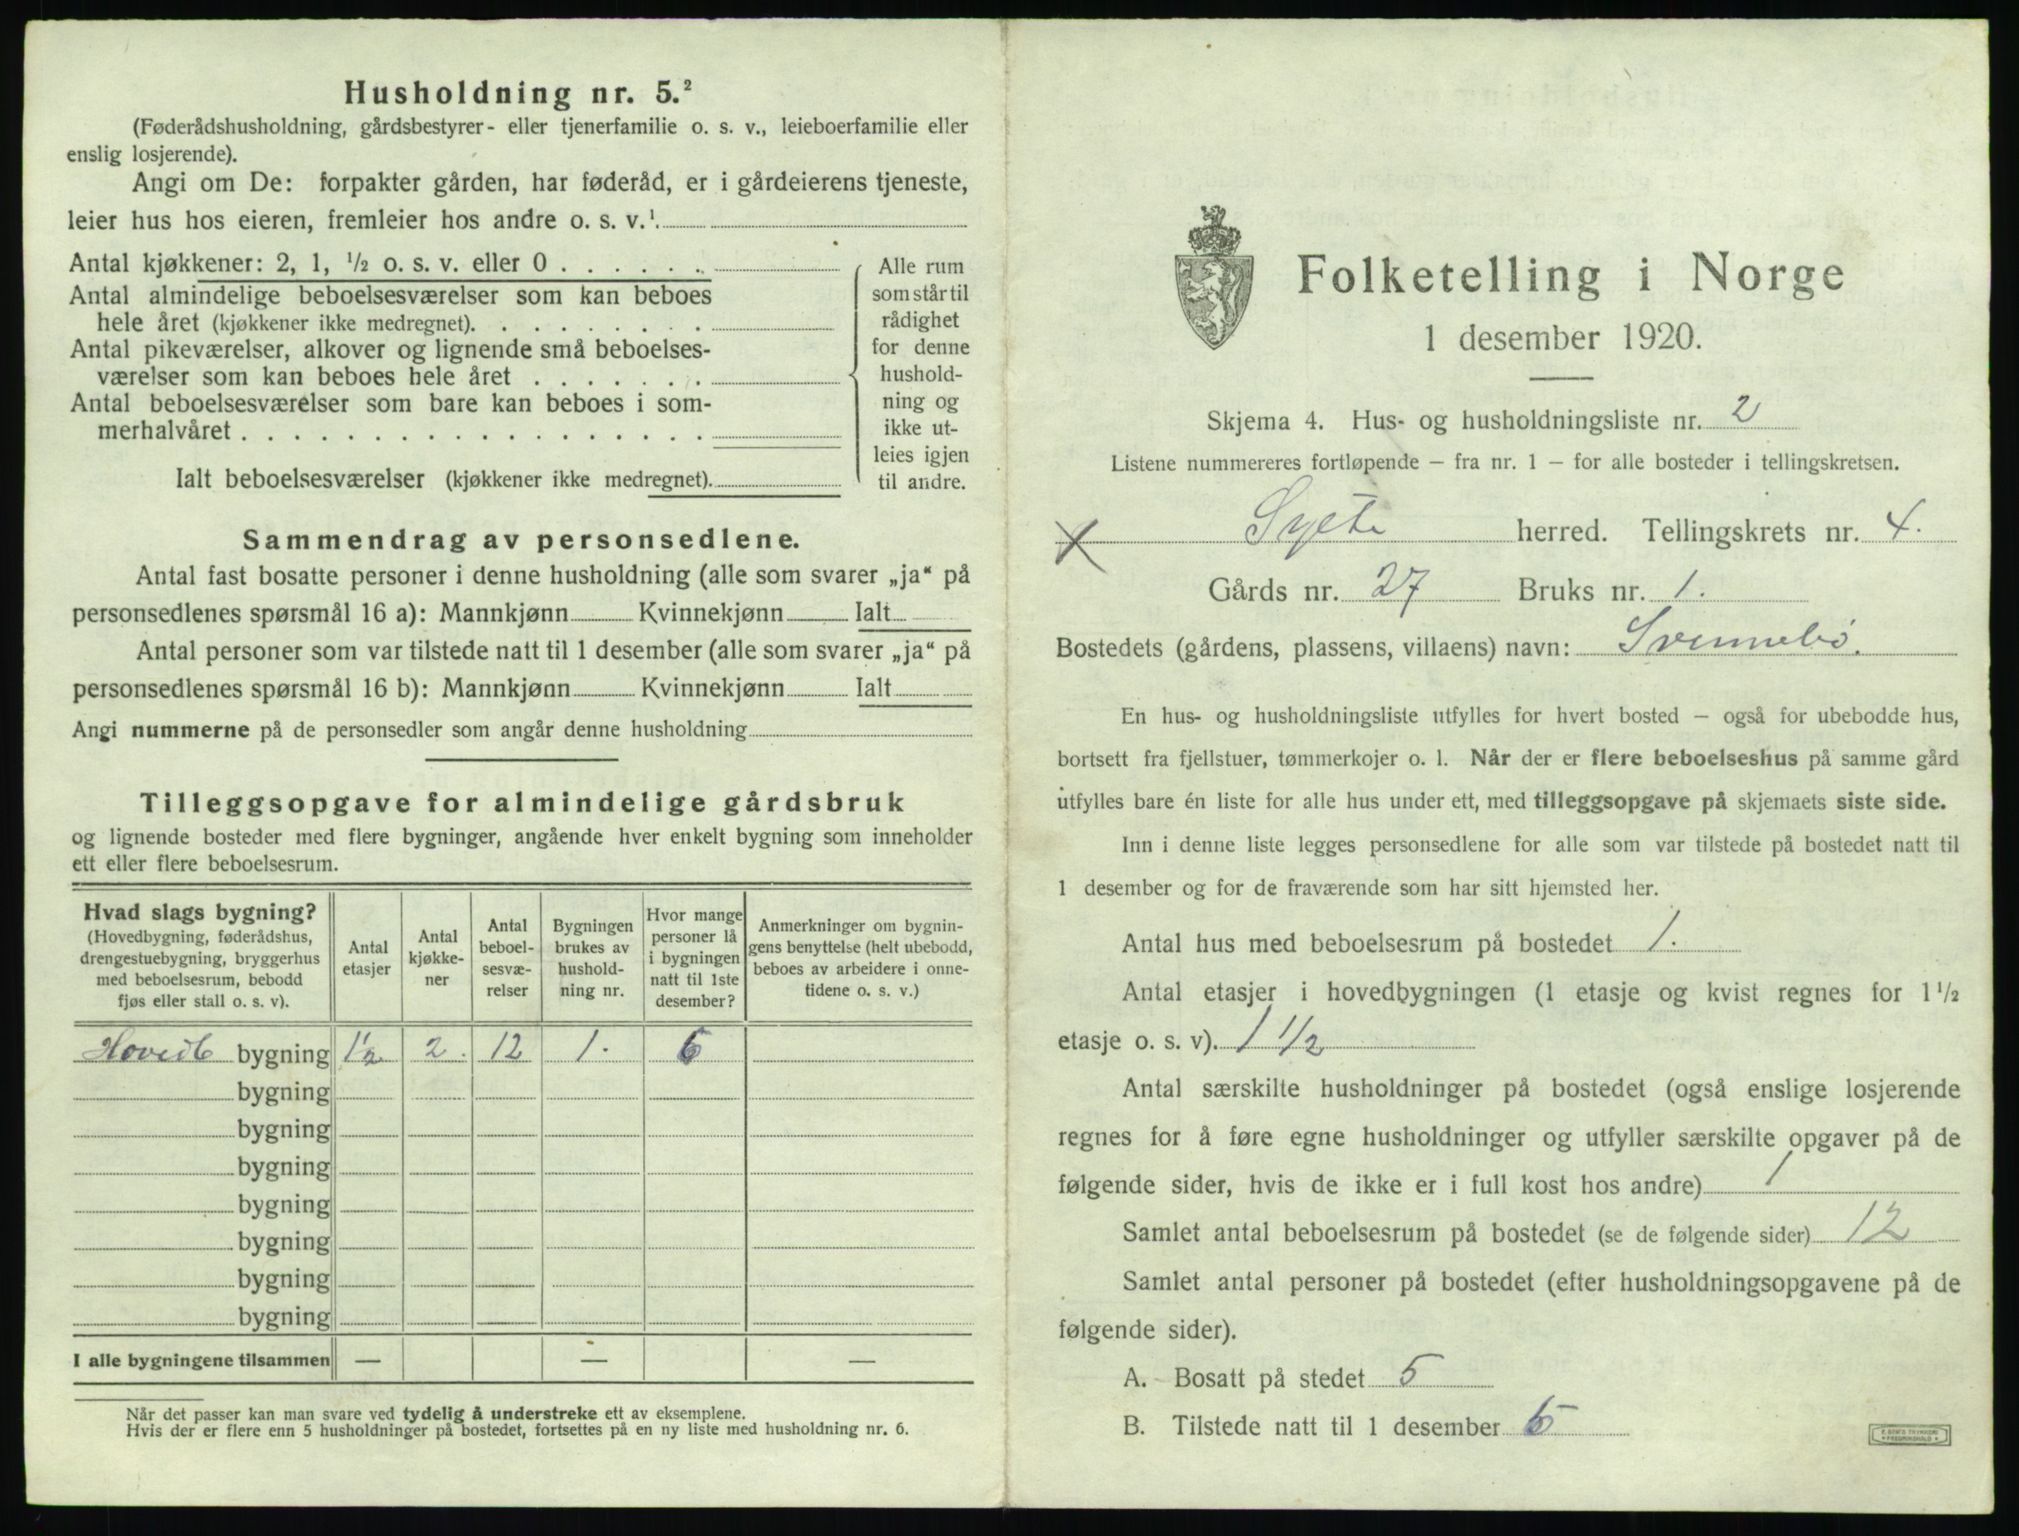 Husholdning nr. 5.²
(Føderådshusholdning, gårdsbestyrer- eller tjenerfamilie o. s. v., leieboerfamilie eller
enslig losjerende).
Angi om De: forpakter gården, har føderåd, er i gårdeierens tjeneste,
leier hus hos eieren, fremleier hos andre o. s. v.¹.
Antal kjøkkener: 2, 1, ½ o. s. v. eller 0 . . . . . .
Antal almindelige beboelsesværelser som kan beboes
hele året (kjøkkener ikke medregnet). . . . . . . . .
Antal pikeværelser, alkover og lignende små beboelses-
værelser som kan beboes hele året . . . . . . .
Antal beboelsesværelser som bare kan beboes i som-
merhalvåret . . . . . . . . . . . . . . . . . .
Ialt beboelsesværelser (kjøkkener ikke medregnet).
Alle rum
som står til
rådighet
for denne
hushold-
ning og
ikke ut-
leies igjen
til andre.
Sammendrag av personsedlene.
Antal fast bosatte personer i denne husholdning (alle som svarer „ja“ på
personsedlenes spørsmål 16 a): Mannkjønn Kvinnekjønn Ialt
Antal personer som var tilstede natt til 1 desember (alle som svarer „ja“ på
personsedlenes spørsmål 16 b): Mannkjønn Kvinnekjønn Ialt
Angi nummerne på de personsedler som angår denne husholdning
Tilleggsopgave for almindelige gårdsbruk
og lignende bosteder med flere bygninger, angående hver enkelt bygning som inneholder
ett eller flere beboelsesrum.
Hvad slags bygning?
(Hovedbygning, føderådshus,
drengestuebygning, bryggerhus
med beboelsesrum, bebodd
fjøs eller stall o. s. v).
Antal
etasjer
Antal
kjøkke-
ner
Antal
beboel-
sesvæ-
relser
Bygningen
brukes av
hushold-
ning nr.
Hvor mange
personer lå
i bygningen
natt til 1ste
desember?
Anmerkninger om bygnin-
gens benyttelse (helt ubebodd,
beboes av arbeidere i onne-
tidene o. s. v.)
Hovedb bygning 1½ 2. 12 1. 6
bygning
bygning
bygning
bygning
bygning
bygning
bygning
I alle bygningene tilsammen — — —
Når det passer kan man svare ved tydelig å understreke ett av eksemplene.
Hvis der er flere enn 5 husholdninger på bostedet, fortsettes på en ny liste med husholdning nr. 6.
Folketelling i Norge
1 desember 1920.
Skjema 4. Hus- og husholdningsliste nr. 2
Listene nummereres fortløpende – fra nr. 1 – for alle bosteder i tellingskretsen.
X Syvde herred. Tellingskrets nr. 4.
Gårds nr. 27 Bruks nr. 1.
Bostedets (gårdens, plassens, villaens) navn: Svennebø.
En hus- og husholdningsliste utfylles for hvert bosted – også for ubebodde hus,
bortsett fra fjellstuer, tømmerkojer o. l. Når der er flere beboelseshus på samme gård
utfylles bare én liste for alle hus under ett, med tilleggsopgave på skjemaets siste side.
Inn i denne liste legges personsedlene for alle som var tilstede på bostedet natt til
1 desember og for de fraværende som har sitt hjemsted her.
Antal hus med beboelsesrum på bostedet 1.
Antal etasjer i hovedbygningen (1 etasje og kvist regnes for 1½
etasje o. s. v). 1½
Antal særskilte husholdninger på bostedet (også enslige losjerende
regnes for å føre egne husholdninger og utfyller særskilte opgaver på de
følgende sider, hvis de ikke er i full kost hos andre) 1
Samlet antal beboelsesrum på bostedet (se de følgende sider) 12
Samlet antal personer på bostedet (efter husholdningsopgavene på de
følgende sider).
A. Bosatt på stedet 5
B. Tilstede natt til 1 desember 6